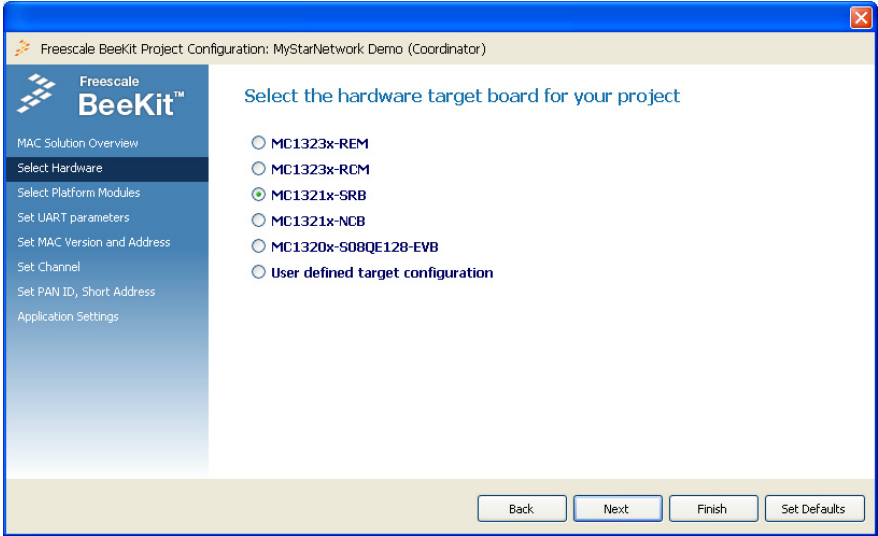 Freescale BeeKit Project Configuration: MyStarNetwork Demo (Coordinator)
Freescale
BeeKit™
MAC Solution Overview
Select Hardware
Select Platform Modules
Set UART parameters
Set MAC Version and Address
Set Channel
Set PAN ID, Short Address
Application Settings
Select the hardware target board for your project
MC1323x-REM
MC1323x-RCM
MC1321x-SRB
MC1321x-NCB
MC1320x-S08QE128-EVB
User defined target configuration
Back
Next
Finish
Set Defaults